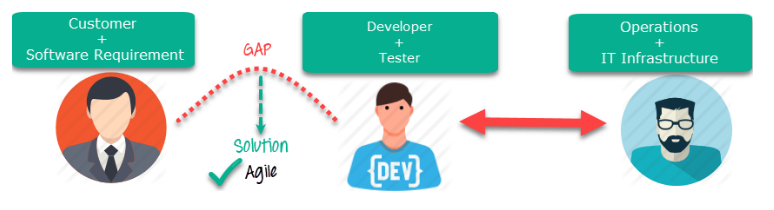 Customer
+
Software Requirement
GAP
Solution
Agile
Developer
+
Tester
{DEV}
Operations
+
IT Infrastructure